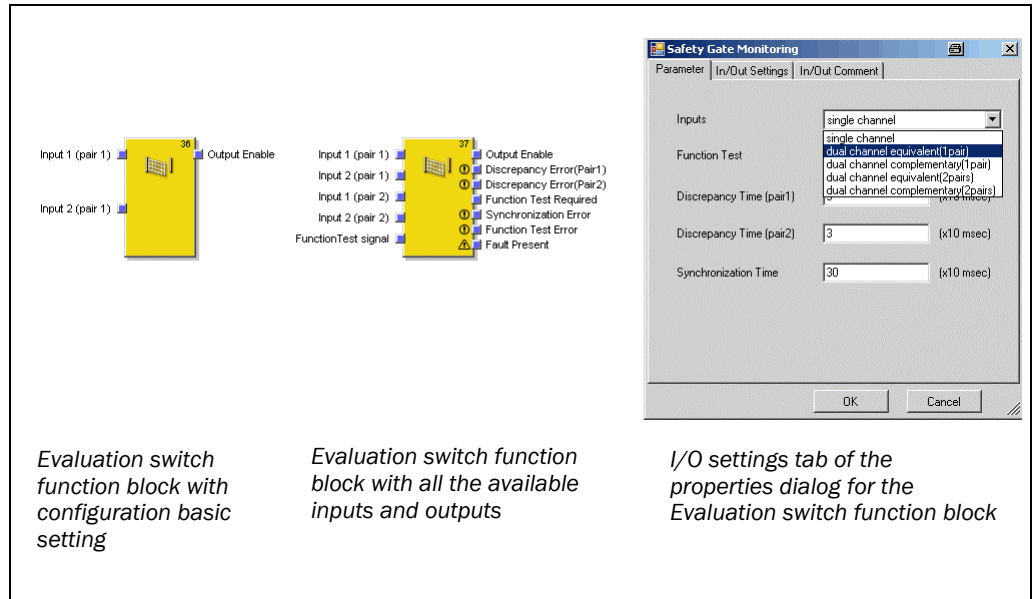 36
Input 1 (pair 1)
Output Enable
Input 2 (pair 1)
37
Input 1 (pair 1)
Input 2 (pair 1)
Input 1 (pair 2)
Input 2 (pair 2)
FunctionTest signal
Output Enable
Discrepancy Error(Pair1)
Discrepancy Error(Pair2)
Function Test Required
Synchronization Error
Function Test Error
Fault Present
Safety Gate Monitoring
Parameter In/Out Settings In/Out Comment
Inputs single channel
single channel
dual channel equivalent(1pair)
dual channel complementary(1pair)
dual channel equivalent(2pairs)
dual channel complementary(2pairs)
Function Test
Discrepancy Time (pair1) (x10 msec)
Discrepancy Time (pair2) 3 (x10 msec)
Synchronization Time 30 (x10 msec)
OK Cancel
Evaluation switch
function block with
configuration basic
setting
Evaluation switch function
block with all the available
inputs and outputs
I/O settings tab of the
properties dialog for the
Evaluation switch function block